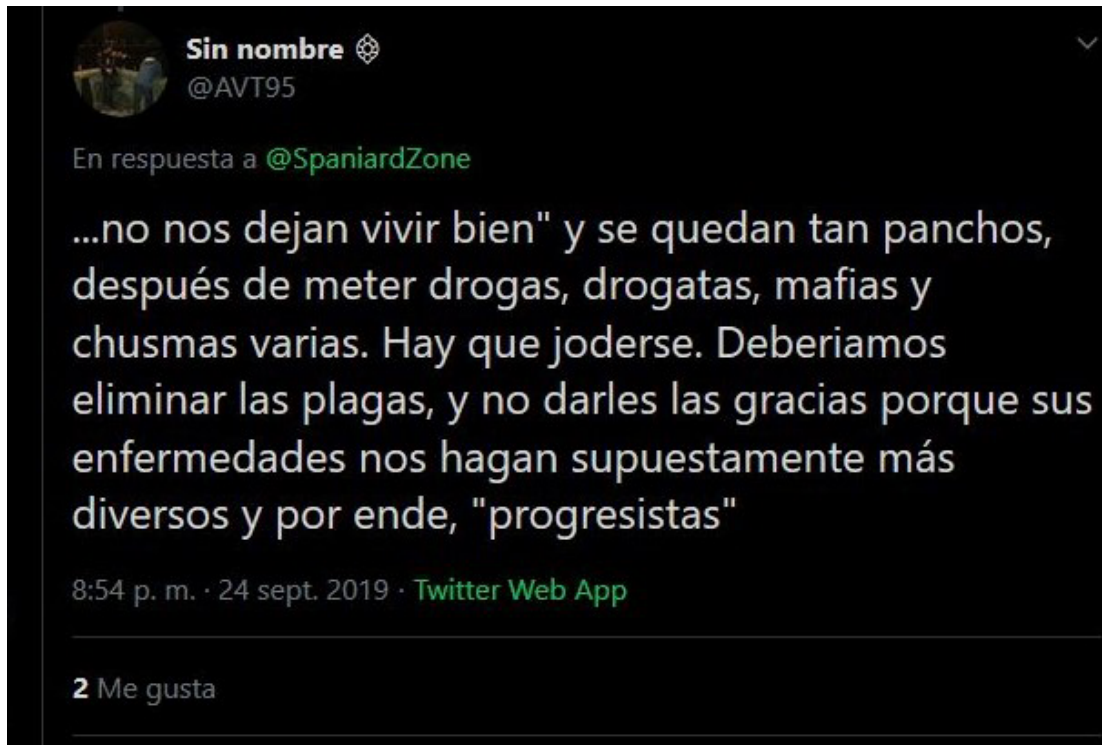 Sin nombre
@AVT95
En respuesta a @SpaniardZone
...no nos dejan vivir bien" y se quedan tan panchos,
después de meter drogas, drogatas, mafias y
chusmas varias. Hay que joderse. Deberiamos
eliminar las plagas, y no darles las gracias porque sus
enfermedades nos hagan supuestamente más
diversos y por ende, "progresistas"
8:54 p. m. · 24 sept. 2019 · Twitter Web App
2 Me gusta